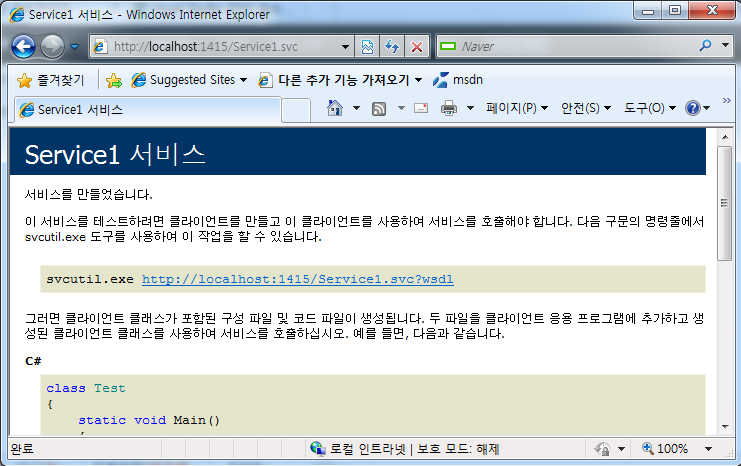 Service1 서비스 - Windows Internet Explorer
http://localhost:1415/Service1.svc
Naver
즐겨찾기
Suggested Sites
다른 추가 기능 가져오기
msdn
Service1 서비스
페이지(P)
안전(S)
도구(O)
Service1 서비스
서비스를 만들었습니다.
이 서비스를 테스트하려면 클라이언트를 만들고 이 클라이언트를 사용하여 서비스를 호출해야 합니다. 다음 구문의 명령줄에서
svcutil.exe 도구를 사용하여 이 작업을 할 수 있습니다.
svcutil.exe http://localhost:1415/Service1.svc?wsdl
그러면 클라이언트 클래스가 포함된 구성 파일 및 코드 파일이 생성됩니다. 두 파일을 클라이언트 응용 프로그램에 추가하고 생
성된 클라이언트 클래스를 사용하여 서비스를 호출하십시오. 예를 들면, 다음과 같습니다.
C#
class Test
{
static void Main()
{
완료
로컬 인트라넷 | 보호 모드: 해제
100%